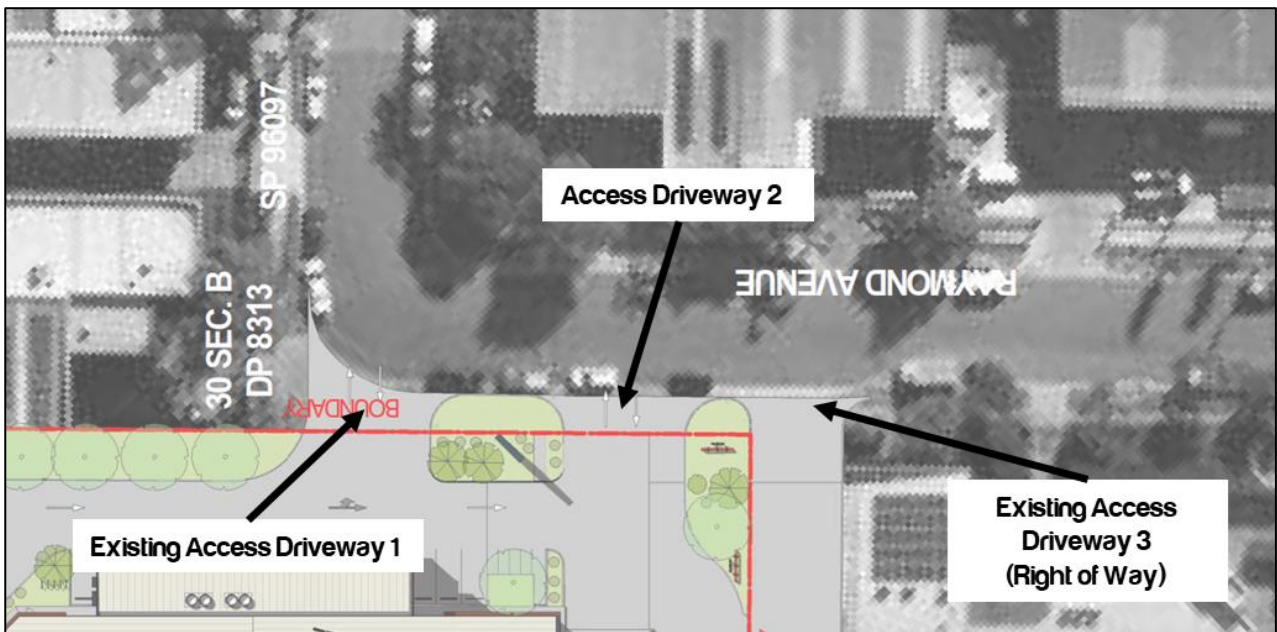 SP 96097
Access Driveway 2
RAYMOND AVENUE
30 SEC. B
DP 8313
BOUNDARY
Existing Access Driveway 1
Existing Access
Driveway 3
(Right of Way)